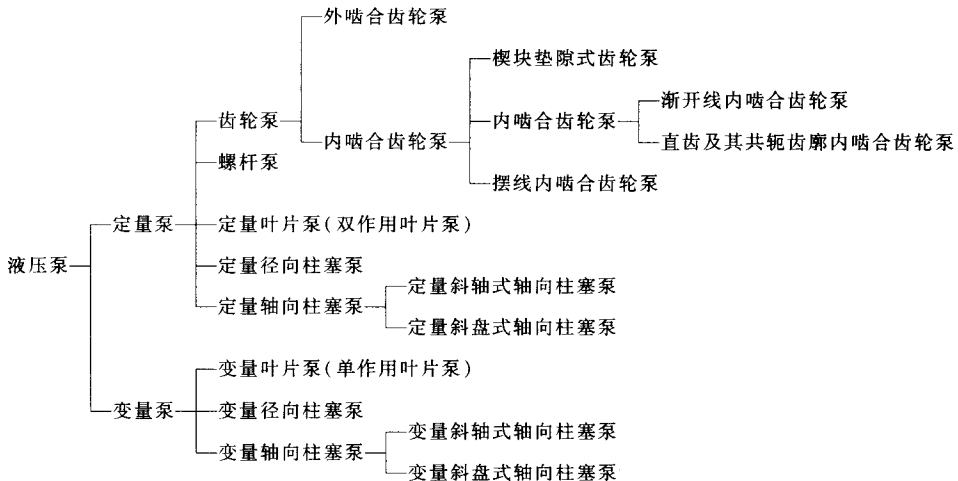 外啮合齿轮泵
楔块垫隙式齿轮泵
渐开线内啮合齿轮泵
齿轮泵
内啮合齿轮泵
内啮合齿轮泵
直齿及其共轭齿廓内啮合齿轮泵
螺杆泵
摆线内啮合齿轮泵
定量泵
定量叶片泵(双作用叶片泵)
液压泵
定量径向柱塞泵
定量斜轴式轴向柱塞泵
定量轴向柱塞泵
定量斜盘式轴向柱塞泵
变量叶片泵(单作用叶片泵)
变量泵
变量径向柱塞泵
变量斜轴式轴向柱塞泵
变量轴向柱塞泵
变量斜盘式轴向柱塞泵